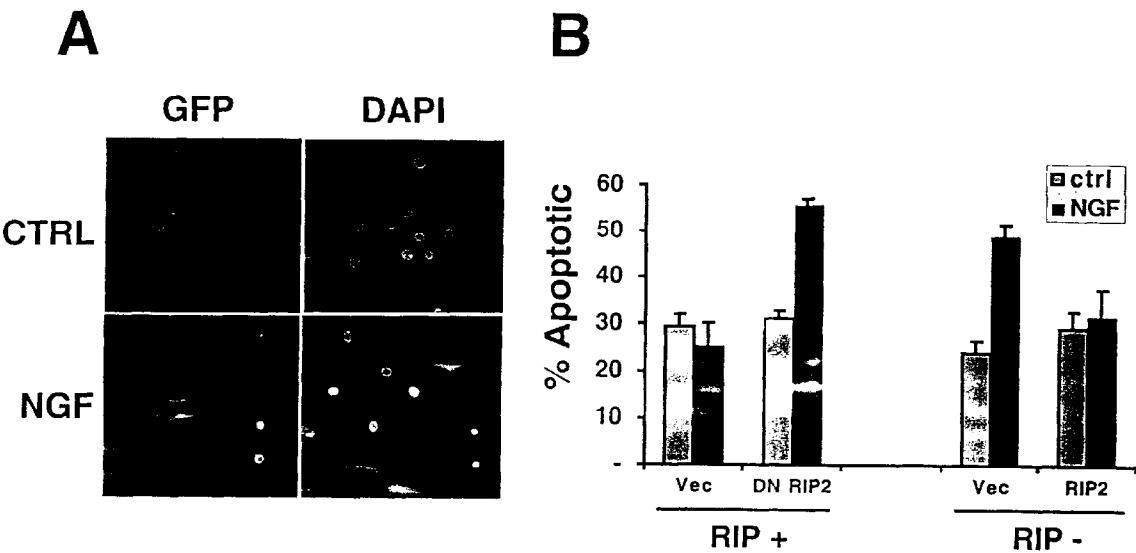 A
B
GFP DAPI
CTRL
NGF
% Apoptotic
60
50
40
30
20
10
-
ctrl
NGF
Vec DN RIP2 Vec RIP2
RIP + RIP -